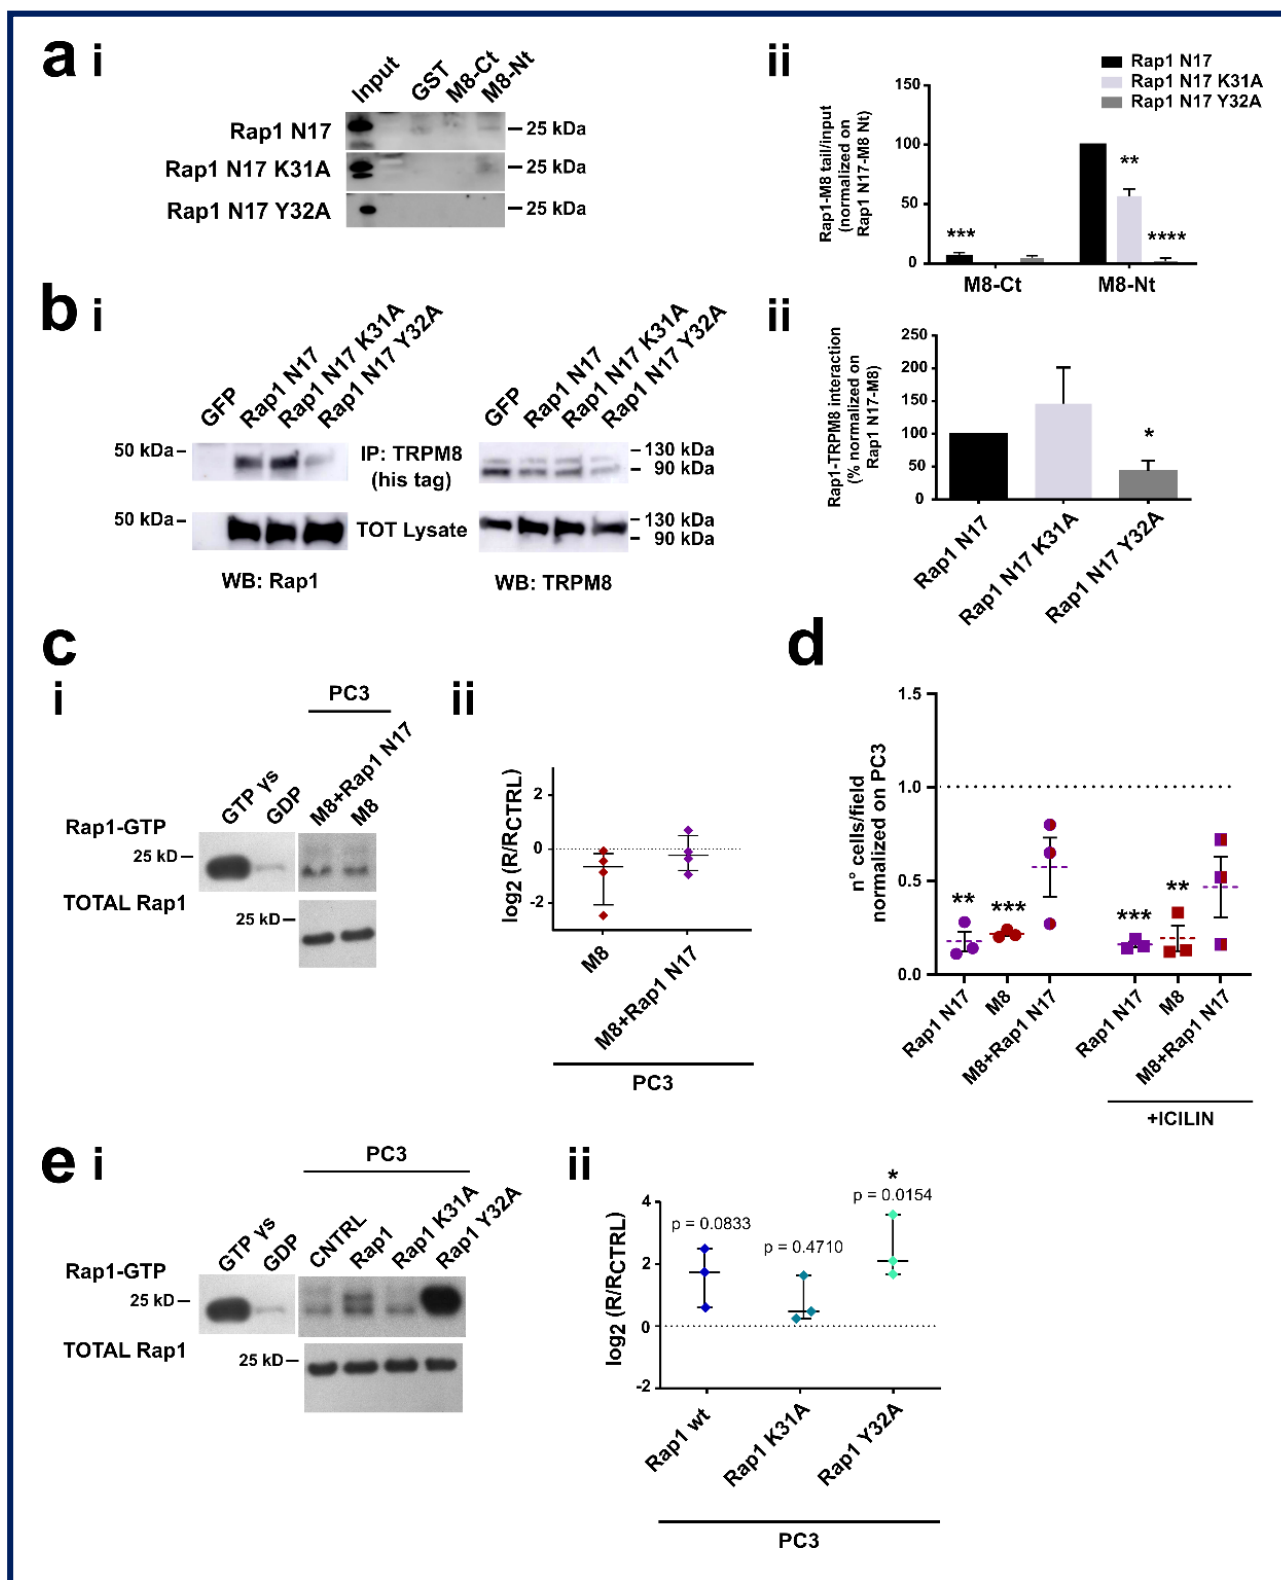 a i
Input
GST
M8-Ct
M8-Nt
Rap1 N17
25 kDa
Rap1 N17 K31A
25 kDa
Rap1 N17 Y32A
25 kDa
ii
Rap1 N17
Rap1 N17 K31A
Rap1 N17 Y32A
Rap1-M8 tail/input
(normalized on
Rap1 N17-M8 Nt)
150
100
50
0
***
**
****
M8-Ct
M8-Nt
b i
GFP
Rap1 N17
Rap1 N17 K31A
Rap1 N17 Y32A
GFP
Rap1 N17
Rap1 N17 K31A
Rap1 N17 Y32A
50 kDa
IP: TRPM8
(his tag)
130 kDa
90 kDa
50 kDa
TOT Lysate
130 kDa
90 kDa
WB: Rap1
WB: TRPM8
ii
Rap1-TRPM8 interaction
(% normalized on
Rap1 N17-M8)
250
200
150
100
50
0
*
Rap1 N17
Rap1 N17 K31A
Rap1 N17 Y32A
c
i
PC3
GTP γs
GDP
M8+Rap1 N17
M8
Rap1-GTP
25 kD
TOTAL Rap1
25 kD
ii
log2 (R/RCTRL)
2
0
-2
M8
M8+Rap1 N17
PC3
d
n° cells/field
normalized on PC3
1.5
1.0
0.5
0.0
**
***
***
**
Rap1 N17
M8
M8+Rap1 N17
Rap1 N17
M8
M8+Rap1 N17
+ICILIN
e i
PC3
GTP γs
GDP
CNTRL
Rap1
Rap1 K31A
Rap1 Y32A
Rap1-GTP
25 kD
TOTAL Rap1
25 kD
ii
log2 (R/RCTRL)
4
2
0
-2
p = 0.0833
p = 0.4710
*
p = 0.0154
Rap1 wt
Rap1 K31A
Rap1 Y32A
PC3